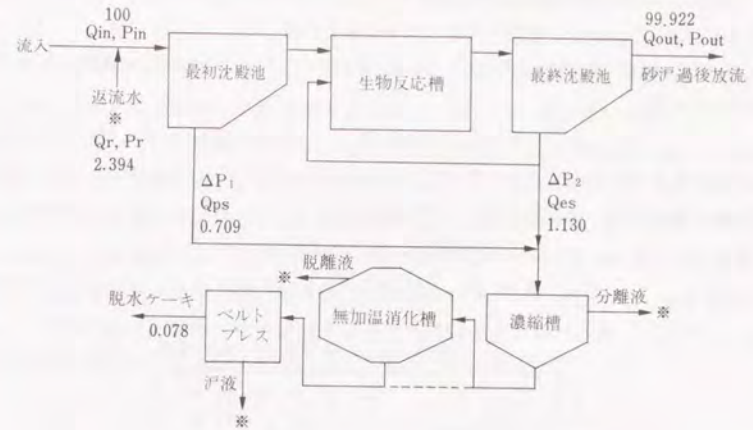 100
Qin, Pin
流入
返流水
※
Qr, Pr
2.394
最初沈殿池
生物反応槽
最終沈殿池
99.922
Qout, Pout
砂沪過後放流
ΔP₁
Qps
0.709
ΔP₂
Qes
1.130
脱離液
※
脱水ケーキ
0.078
ベルト
プレス
無加温消化槽
濃縮槽
分離液
※
沪液
※